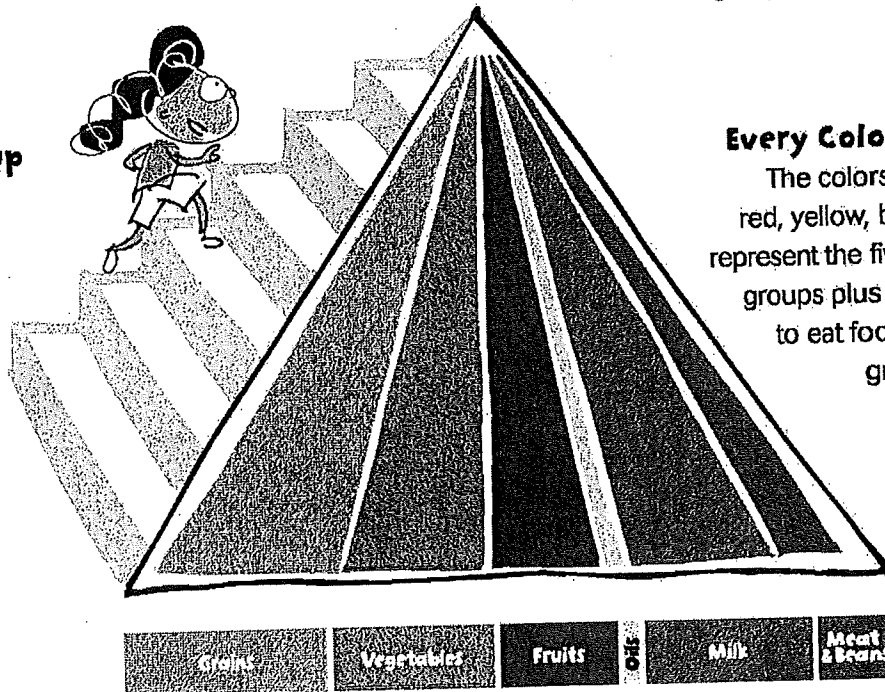 up
Every Colo
The colors
red, yellow, b
represent the fiv
groups plus
to eat foo
gr
Grains
Vegetables
Fruits
Oils
Milk
Meat
& Beans